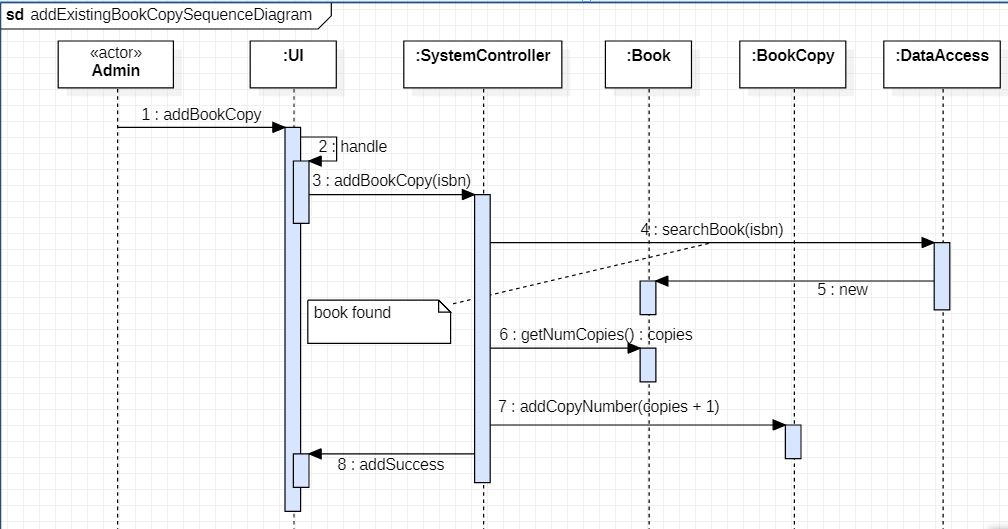 sd addExistingBookCopySequenceDiagram
«actor»
Admin
:UI
:SystemController
:Book
:BookCopy
:DataAccess
1 : addBookCopy
2 : handle
3 : addBookCopy(isbn)
4 : searchBook(isbn)
5 : new
book found
6 : getNumCopies() : copies
7 : addCopyNumber(copies + 1)
8 : addSuccess